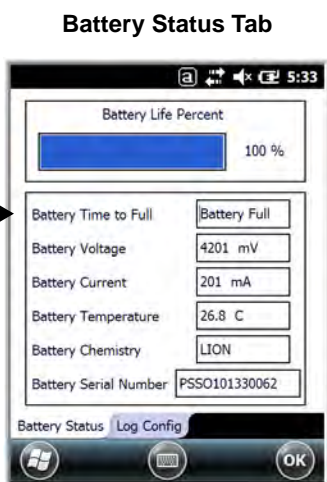 Battery Status Tab
a 5:33
Battery Life Percent
100 %
Battery Time to Full Battery Full
Battery Voltage 4201 mV
Battery Current 201 mA
Battery Temperature 26.8 C
Battery Chemistry LION
Battery Serial Number PSSO101330062
Battery Status Log Config
OK